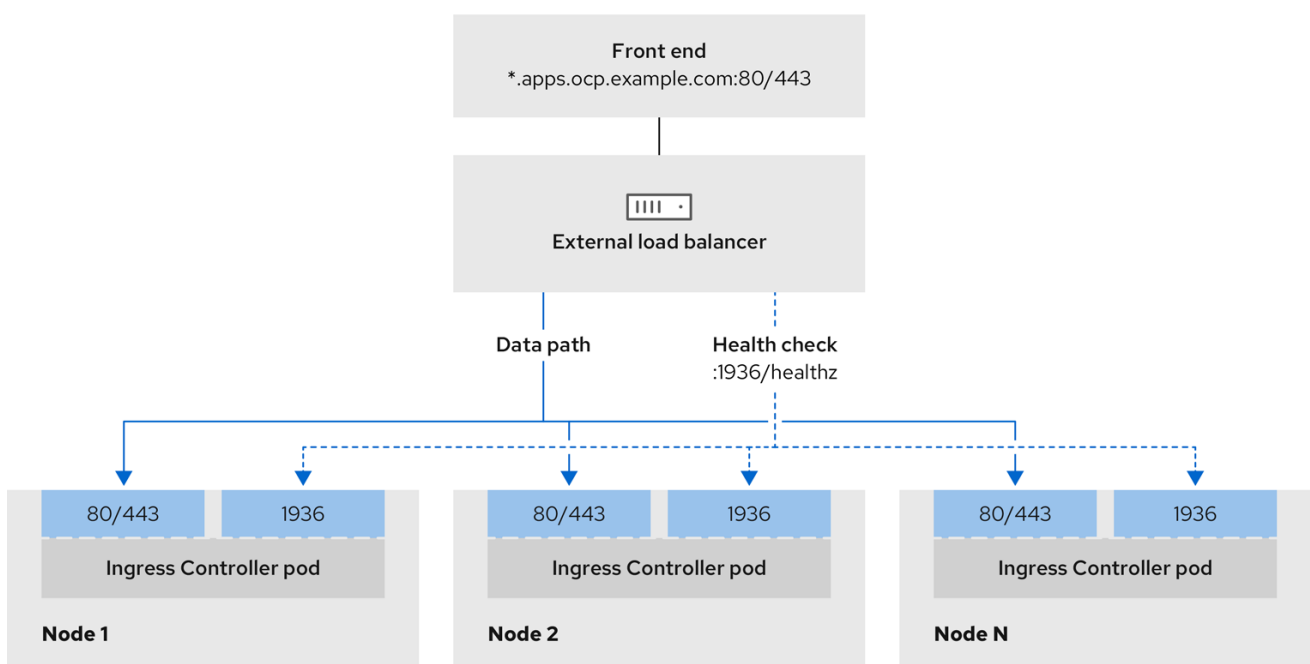 Front end
*.apps.ocp.example.com:80/443
External load balancer
Data path
Health check
:1936/healthz
80/443
1936
80/443
1936
80/443
1936
Ingress Controller pod
Ingress Controller pod
Ingress Controller pod
Node 1
Node 2
Node N